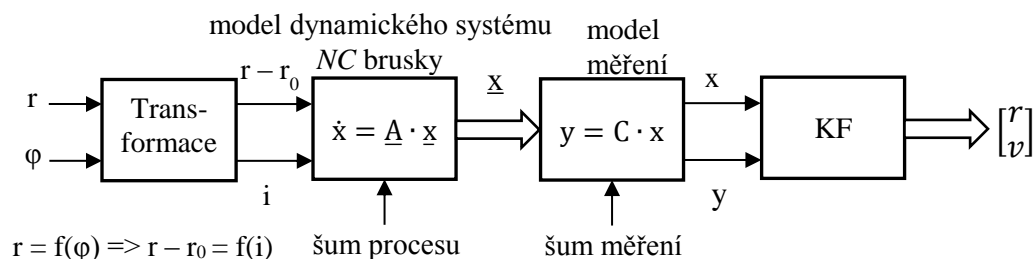 model dynamického systému
NC brusky
model
měření
r
φ
Trans-
formace
r – r₀
i
ẋ = A · x
x
y = C · x
x
y
KF
[r
v]
šum procesu
šum měření
r = f(φ) => r – r₀ = f(i)